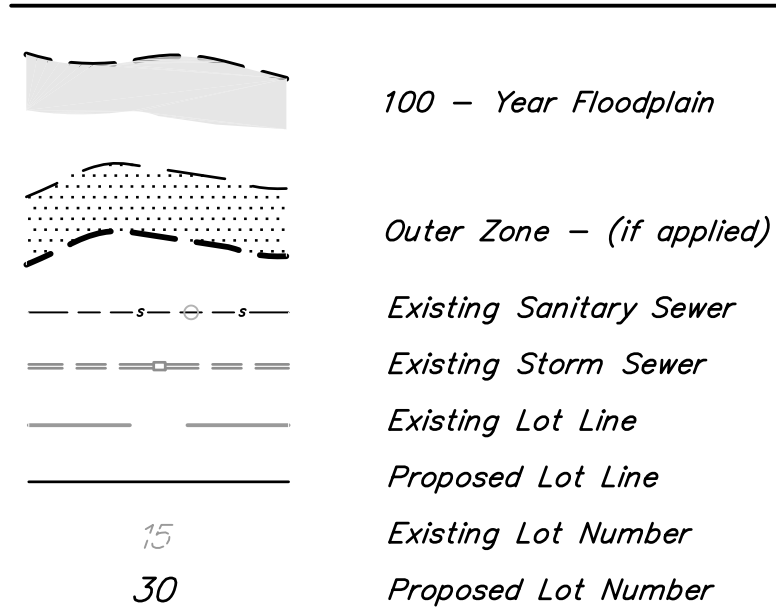 100 - Year Floodplain
Outer Zone - (if applied)
S S Existing Sanitary Sewer
Existing Storm Sewer
Existing Lot Line
Proposed Lot Line
15 Existing Lot Number
30 Proposed Lot Number